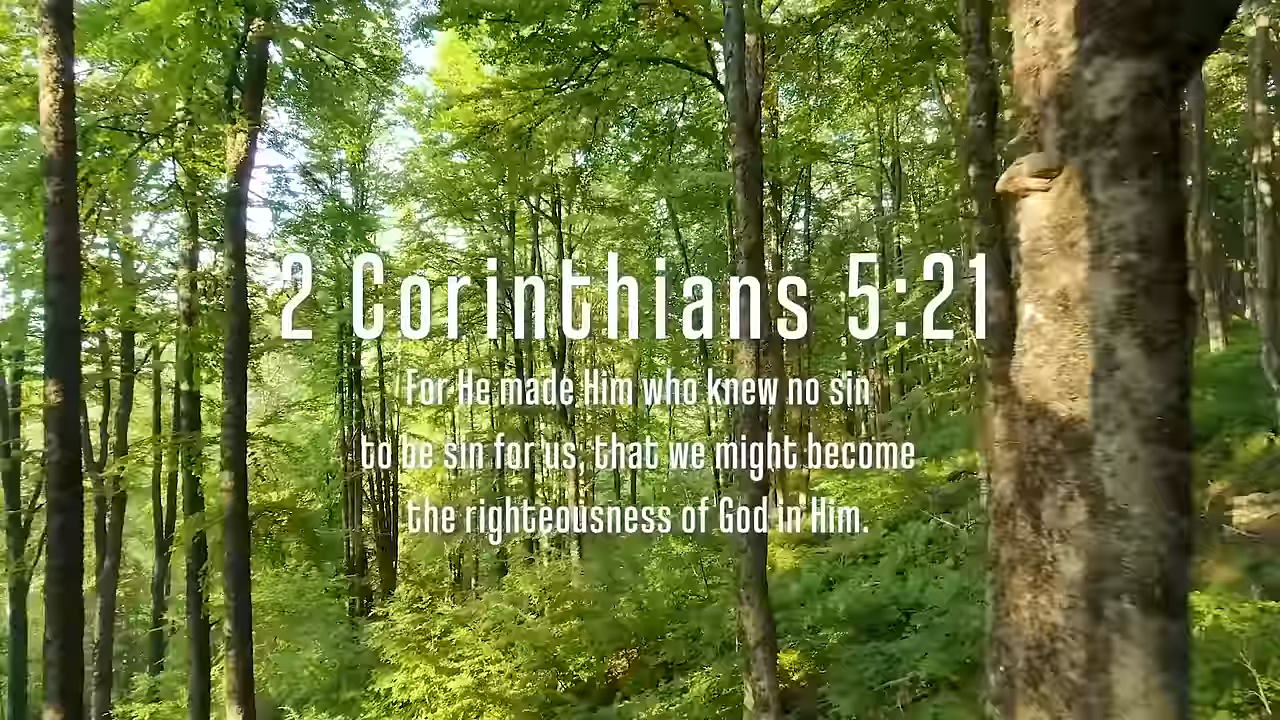 2 Corinthians 5:21
For He made Him who knew no sin
to be sin for us, that we might become
the righteousness of God in Him.